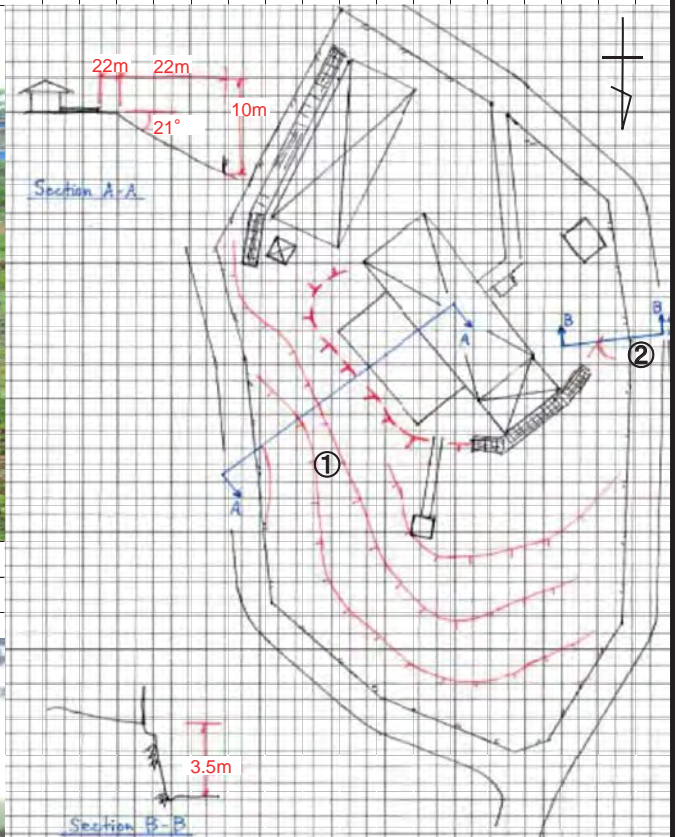 22m 22m
10m
21°
Section A-A
B B
A
②
①
A
3.5m
Section B-B